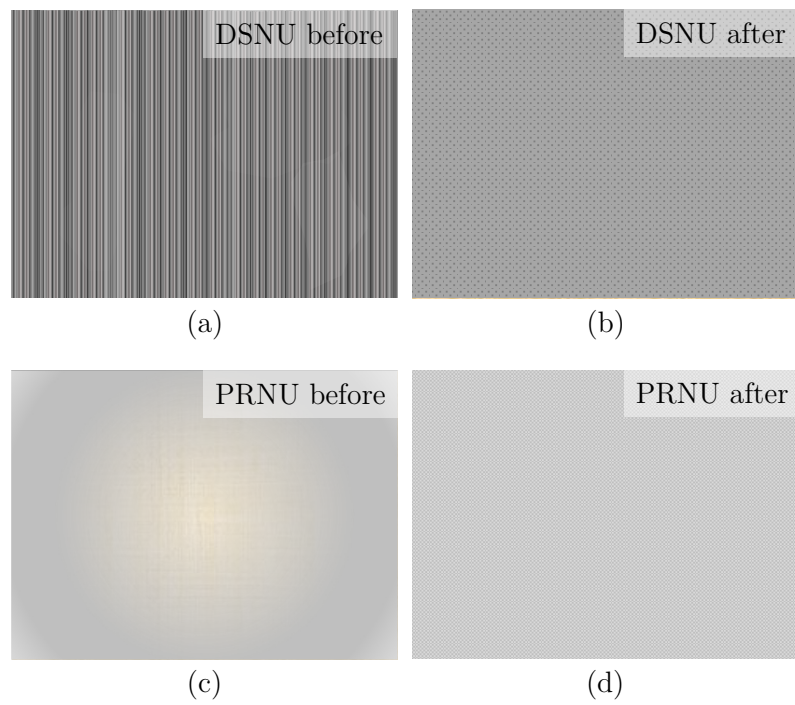 DSNU before
DSNU after
(a)
(b)
PRNU before
PRNU after
(c)
(d)